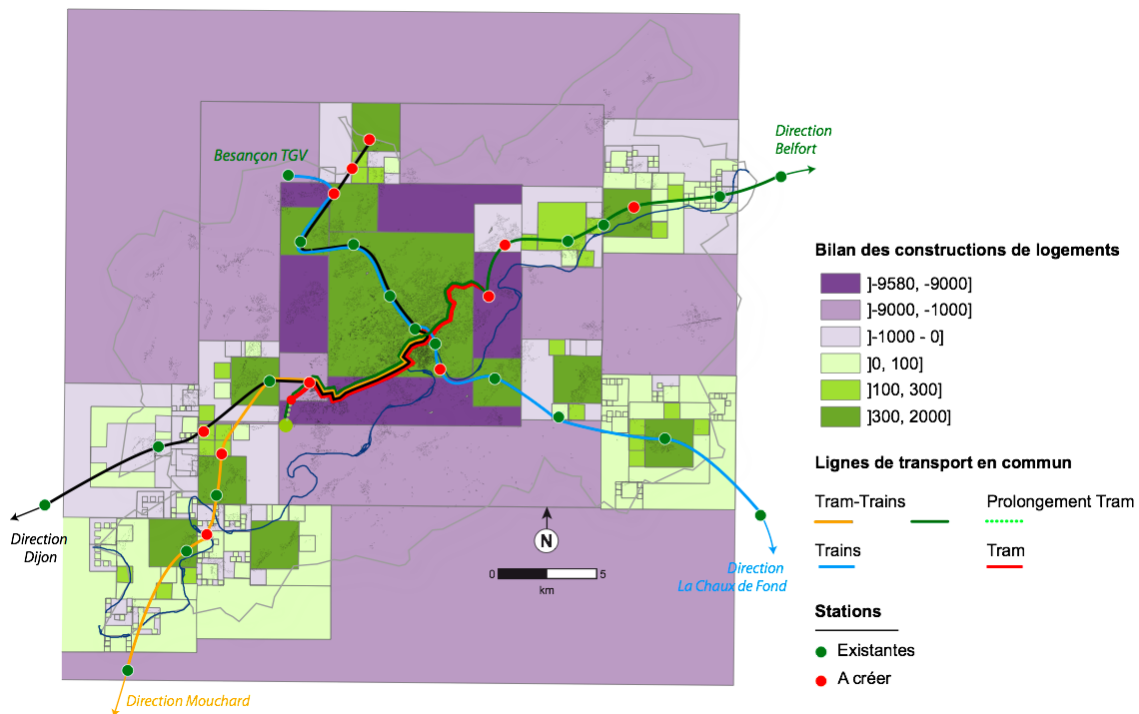 Direction
Belfort
Besançon TGV
Bilan des constructions de logements
]-9580, -9000]
]-9000, -1000]
]-1000 - 0]
]0, 100]
]100, 300]
]300, 2000]
Lignes de transport en commun
Tram-Trains
Prolongement Tram
Trains
Tram
Direction
Dijon
N
0
5
km
Direction
La Chaux de Fond
Stations
Existantes
A créer
Direction Mouchard